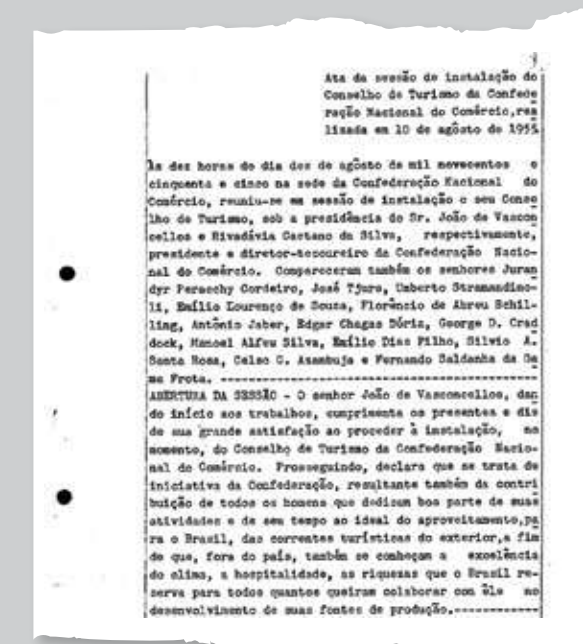 Ata da sessão de instalação do
Conselho de Turismo da Confede
ração Nacional do Comércio,rea
lizada em 10 de agôsto de 1955
Às dez horas do dia dez de agôsto de mil novecentos e
cinquenta e cinco na sede da Confederação Nacional do
Comércio, reuniu-se em sessão de instalação o seu Conse
lho de Turismo, sob a presidência do Sr. João de Vascon
cellos e Rivadávia Caetano da Silva, respectivamente,
presidente e diretor-tesoureiro da Confederação Nacio-
nal do Comércio. Compareceram também os senhores Juran
dyr Peracchy Cordeiro, José Tjurs, Umberto Stramandino-
li, Emílio Lourenço de Souza, Florêncio de Abreu Schil-
ling, Antônio Jaber, Edgar Chagas Dória, George D. Crad
dock, Manoel Alfeu Silva, Emílio Dias Filho, Silvio A.
Santa Rosa, Celso C. Azambuja e Fernando Saldanha da Ga
ma Frota. ---------------------------------------
ABERTURA DA SESSÃO - O senhor João de Vasconcellos, dan
do início aos trabalhos, cumprimenta os presentes e diz
de sua grande satisfação ao proceder à instalação, no
momento, do Conselho de Turismo da Confederação Nacio-
nal do Comércio. Prosseguindo, declara que se trata de
iniciativa da Confederação, resultante também da contri
buição de todos os homens que dedicam boa parte de suas
atividades e de seu tempo ao ideal do aproveitamento,pa
ra o Brasil, das correntes turísticas do exterior,a fim
de que, fora do país, também se conheçam a excelência
do clima, a hospitalidade, as riquezas que o Brasil re-
serva para todos quantos queiram colaborar com êle no
desenvolvimento de suas fontes de produção.------------